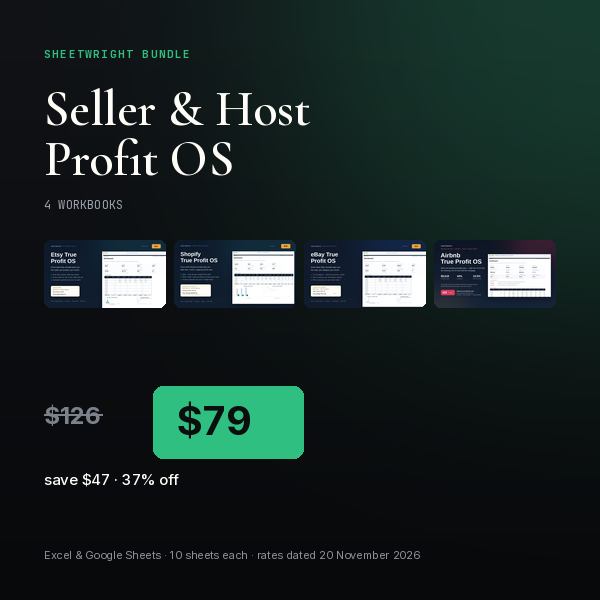 SHEETWRIGHT BUNDLE
Seller & Host
Profit OS
4 WORKBOOKS
Etsy True
Profit OS
Shopify
True Profit OS
eBay True
Profit OS
Airbnb
True Profit OS
$126
$79
save $47 · 37% off
Excel & Google Sheets · 10 sheets each · rates dated 20 November 2026